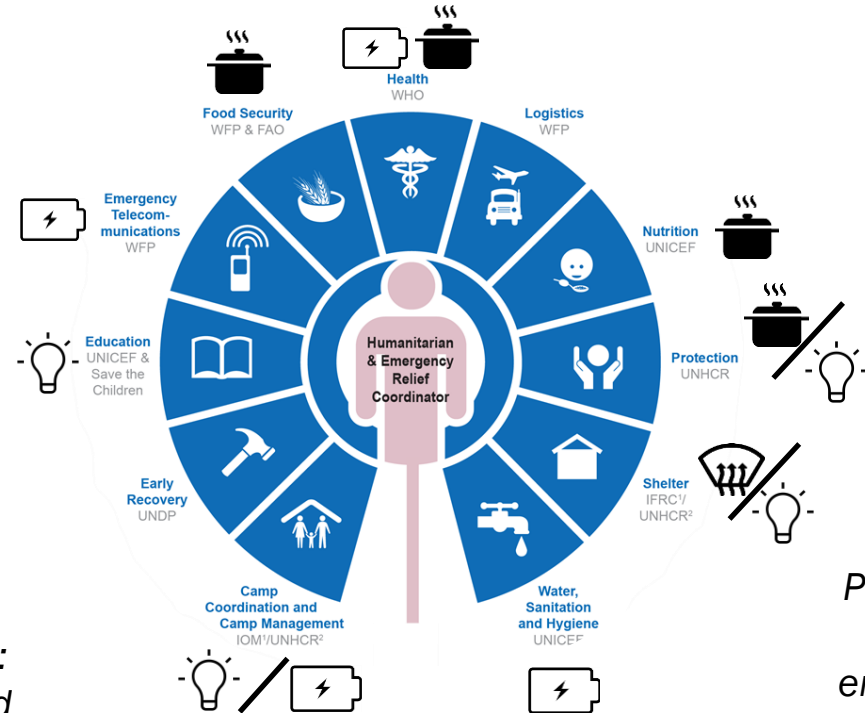 Health
WHO
Food Security
WFP & FAO
Logistics
WFP
Emergency
Telecom-
munications
WFP
Nutrition
UNICEF
Education
UNICEF &
Save the
Children
Humanitarian
& Emergency
Relief
Coordinator
Protection
UNHCR
Early
Recovery
UNDP
Shelter
IFRC¹/
UNHCR²
Camp
Coordination and
Camp Management
IOM¹/UNHCR²
Water,
Sanitation
and Hygiene
UNICEF
P
:
d
er